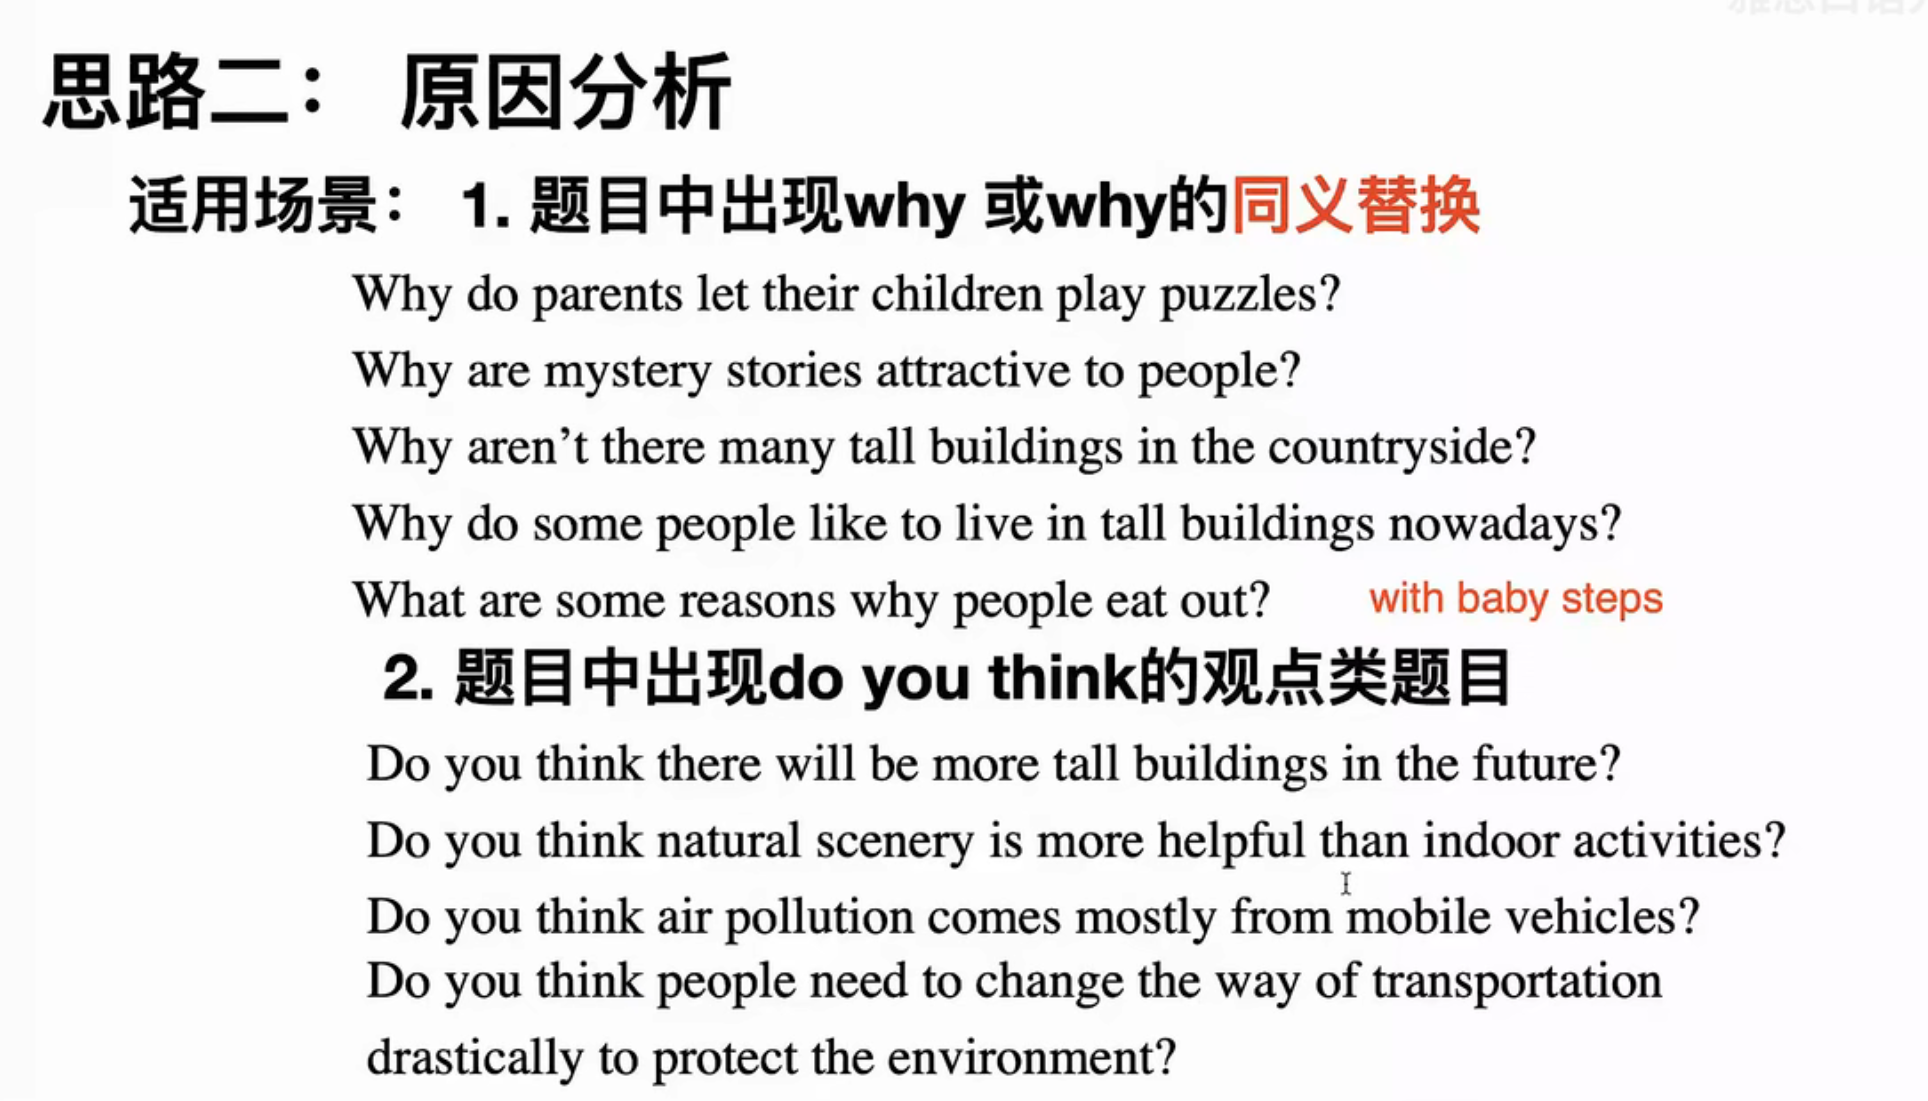 思路二： 原因分析
适用场景： 1. 题目中出现why 或why的同义替换
Why do parents let their children play puzzles?
Why are mystery stories attractive to people?
Why aren’t there many tall buildings in the countryside?
Why do some people like to live in tall buildings nowadays?
What are some reasons why people eat out? with baby steps
2. 题目中出现do you think的观点类题目
Do you think there will be more tall buildings in the future?
Do you think natural scenery is more helpful than indoor activities?
Do you think air pollution comes mostly from mobile vehicles?
Do you think people need to change the way of transportation
drastically to protect the environment?